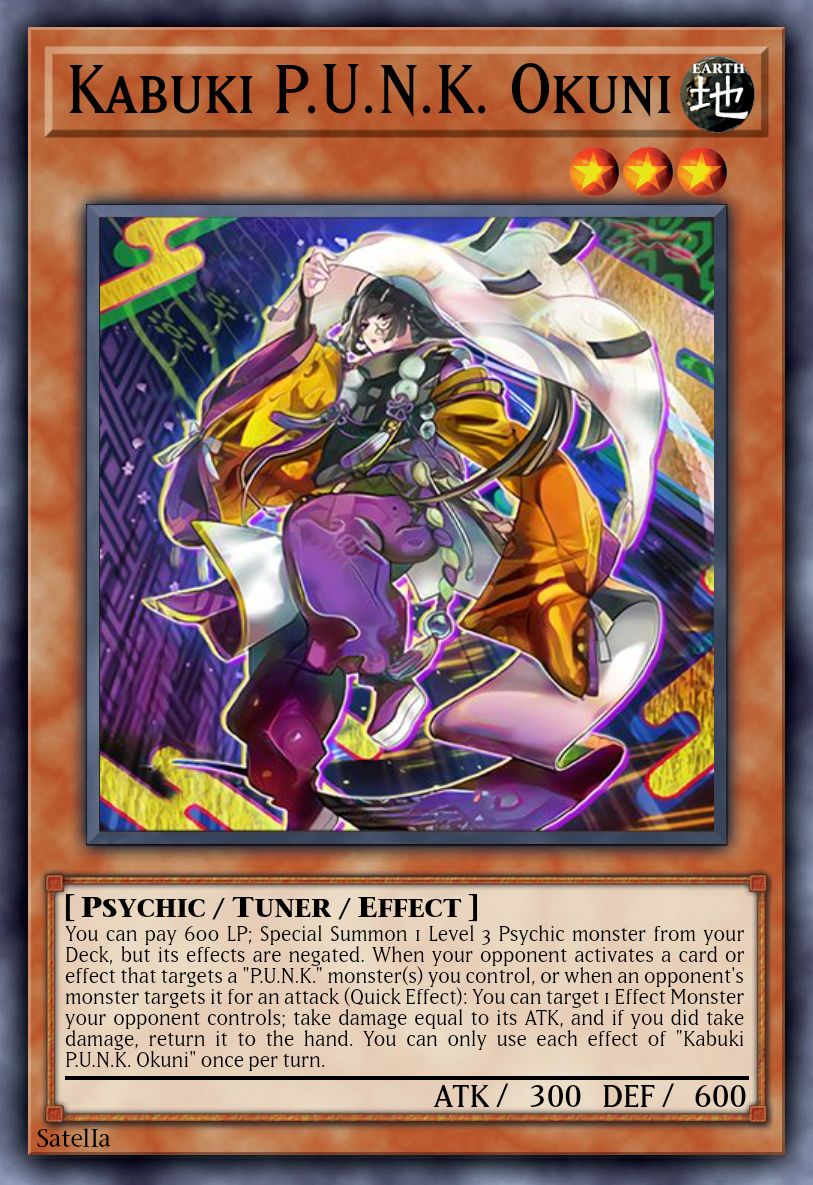 KABUKI P.U.N.K. OKUNI
EARTH
地
[ PSYCHIC / TUNER / EFFECT ]
You can pay 600 LP; Special Summon 1 Level 3 Psychic monster from your
Deck, but its effects are negated. When your opponent activates a card or
effect that targets a "P.U.N.K." monster(s) you control, or when an opponent's
monster targets it for an attack (Quick Effect): You can target 1 Effect Monster
your opponent controls; take damage equal to its ATK, and if you did take
damage, return it to the hand. You can only use each effect of "Kabuki
P.U.N.K. Okuni" once per turn.
ATK / 300 DEF / 600
SatelIa